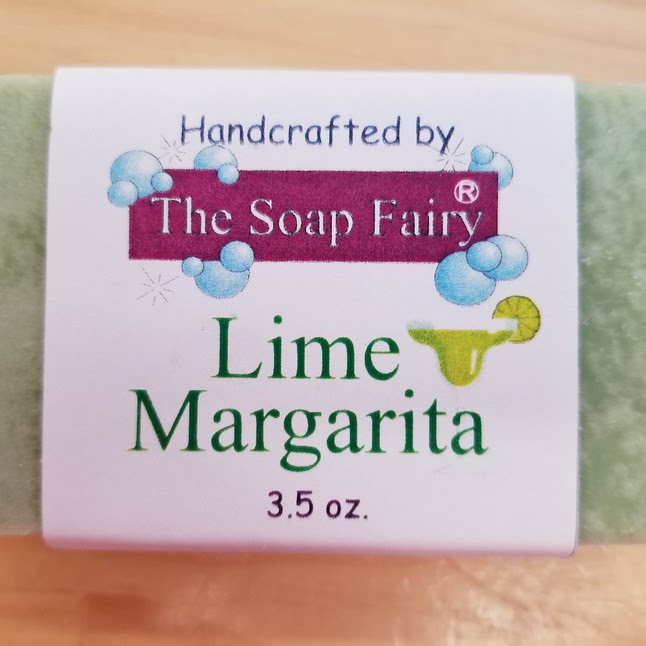 Handcrafted by
The Soap Fairy®
Lime
Margarita
3.5 oz.